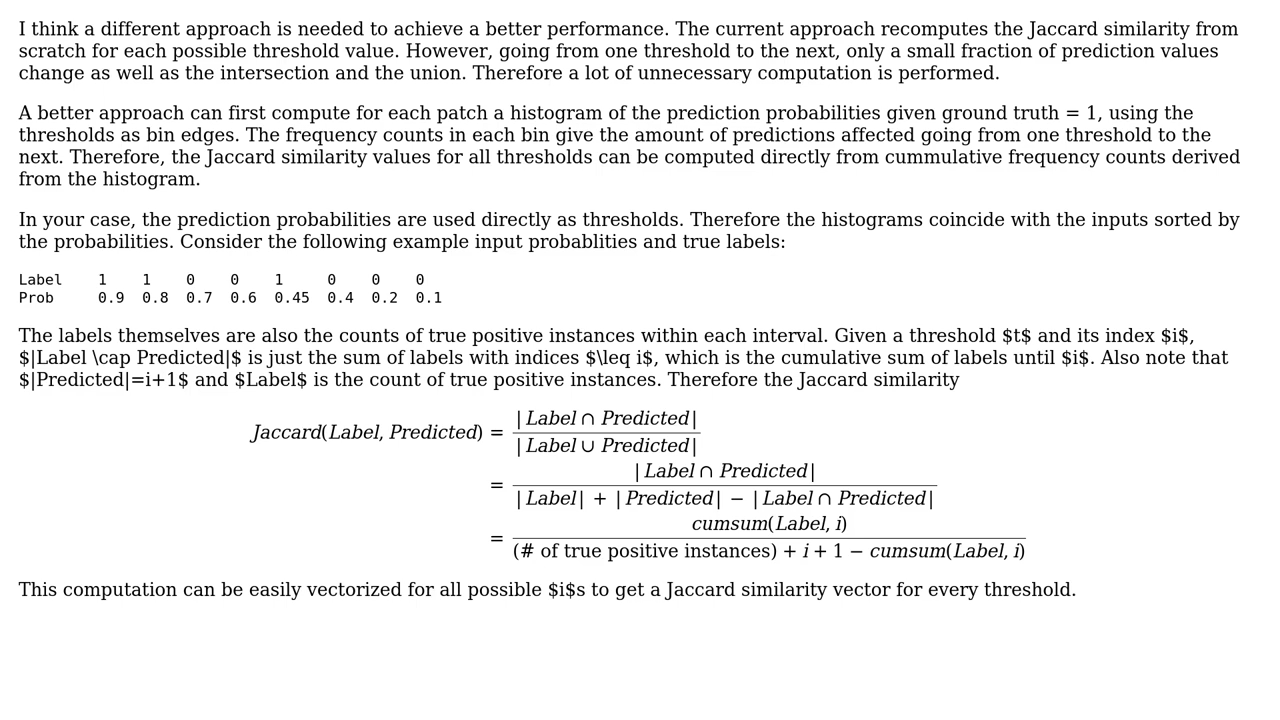 I think a different approach is needed to achieve a better performance. The current approach recomputes the Jaccard similarity from
scratch for each possible threshold value. However, going from one threshold to the next, only a small fraction of prediction values
change as well as the intersection and the union. Therefore a lot of unnecessary computation is performed.
A better approach can first compute for each patch a histogram of the prediction probabilities given ground truth = 1, using the
thresholds as bin edges. The frequency counts in each bin give the amount of predictions affected going from one threshold to the
next. Therefore, the Jaccard similarity values for all thresholds can be computed directly from cummulative frequency counts derived
from the histogram.
In your case, the prediction probabilities are used directly as thresholds. Therefore the histograms coincide with the inputs sorted by
the probabilities. Consider the following example input probablities and true labels:
Label 1 1 0 0 1 0 0 0
Prob 0.9 0.8 0.7 0.6 0.45 0.4 0.2 0.1
The labels themselves are also the counts of true positive instances within each interval. Given a threshold $t$ and its index $i$,
$|Label \cap Predicted|$ is just the sum of labels with indices $\leq i$, which is the cumulative sum of labels until $i$. Also note that
$|Predicted|=i+1$ and $Label$ is the count of true positive instances. Therefore the Jaccard similarity
Jaccard(Label, Predicted) = | Label ∩ Predicted | / | Label ∪ Predicted |
= | Label ∩ Predicted | / | Label | + | Predicted | − | Label ∩ Predicted |
= cumsum(Label, i) / (# of true positive instances) + i + 1 − cumsum(Label, i)
This computation can be easily vectorized for all possible $i$s to get a Jaccard similarity vector for every threshold.